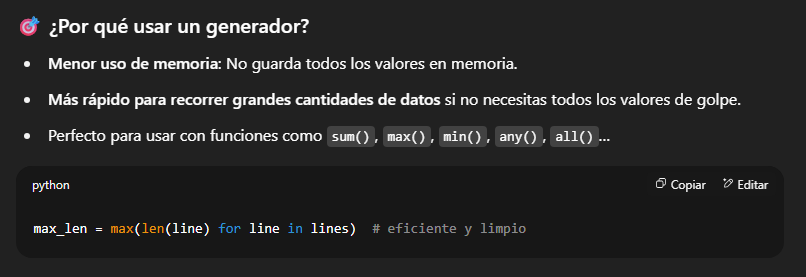 🎯 ¿Por qué usar un generador?
• Menor uso de memoria: No guarda todos los valores en memoria.
• Más rápido para recorrer grandes cantidades de datos si no necesitas todos los valores de golpe.
• Perfecto para usar con funciones como sum(), max(), min(), any(), all()...
python Copiar Editar
max_len = max(len(line) for line in lines)  # eficiente y limpio